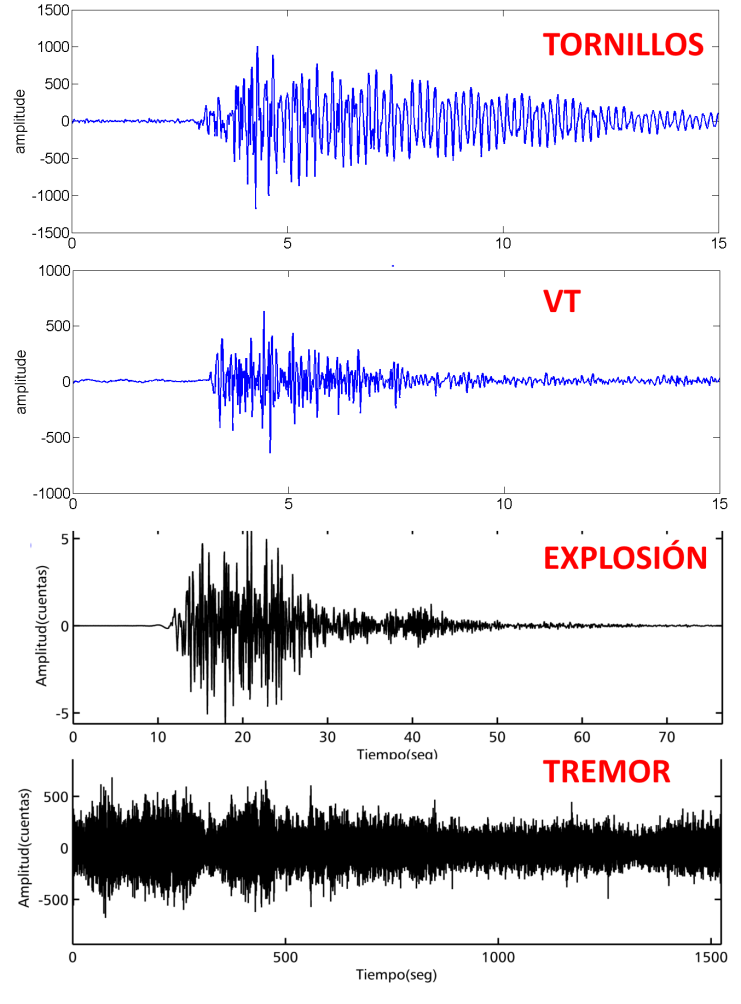 1500
TORNILLOS
1000
500
0
-500
-1000
-1500
amplitude
0 5 10 15
1000
VT
500
0
-500
-1000
amplitude
0 5 10 15
5
EXPLOSIÓN
0
-5
Amplitud(cuentas)
0 10 20 30 40 50 60 70
Tiempo(seg)
TREMOR
500
0
-500
Amplitud(cuentas)
0 500 1000 1500
Tiempo(seg)